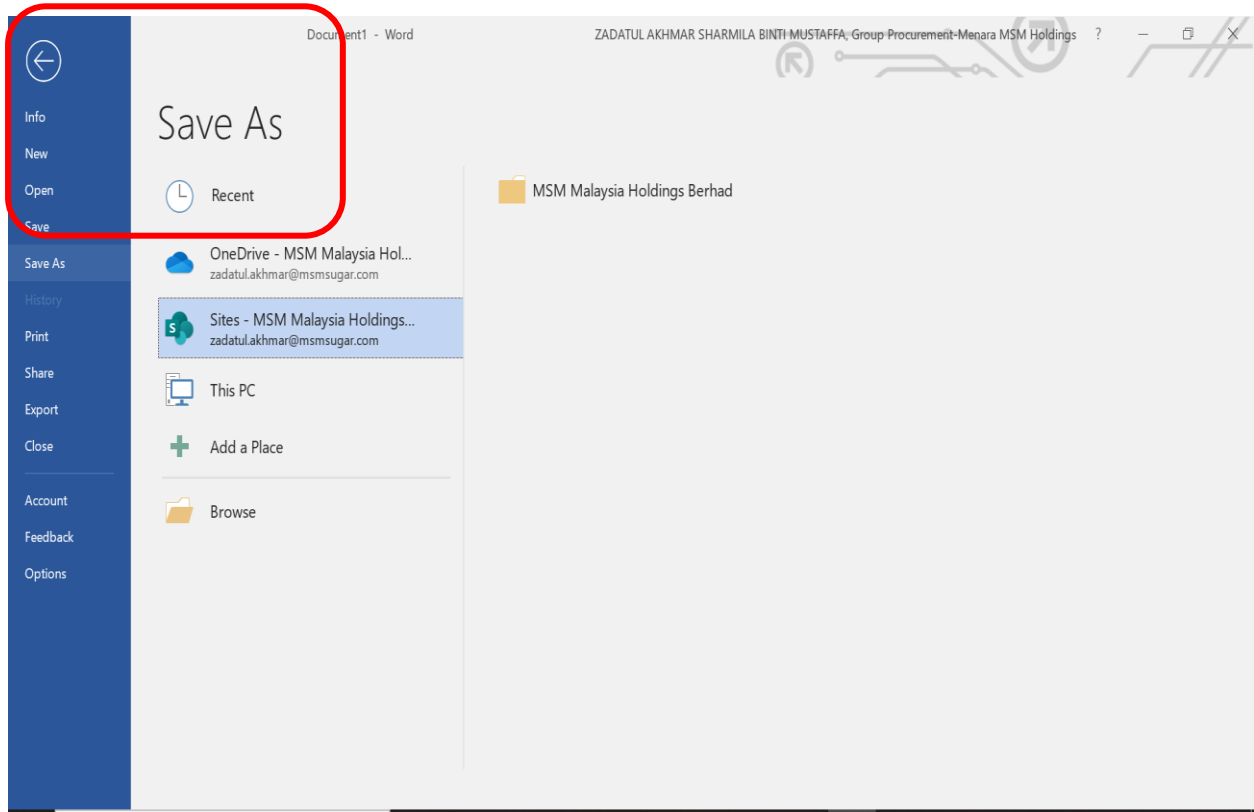 Document1 - Word
ZADATUL AKHMAR SHARMILA BINTI MUSTAFFA, Group Procurement-Menara MSM Holdings ?
Info
New
Open
Save
Save As
History
Print
Share
Export
Close
Account
Feedback
Options
Save As
Recent
OneDrive - MSM Malaysia Hol...
zadatul.akhmar@msmsugar.com
S
Sites - MSM Malaysia Holdings...
zadatul.akhmar@msmsugar.com
This PC
Add a Place
Browse
MSM Malaysia Holdings Berhad